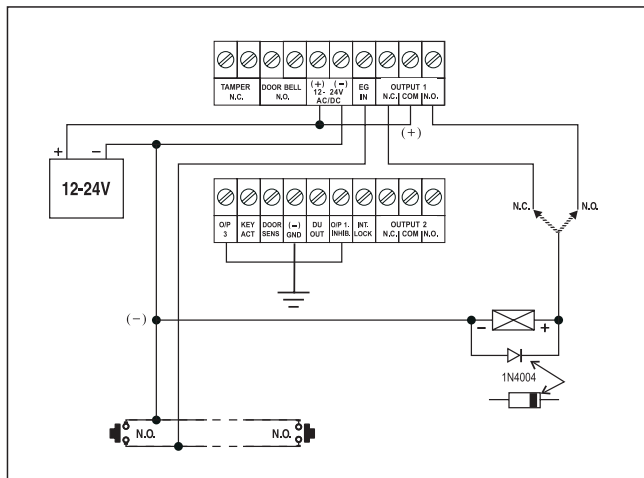 TAMPER N.C.
DOOR BELL N.O.
(+) (-)
12- 24V
AC/DC
EG IN
OUTPUT 1
N.C. COM N.O.
(+)
+ −
12-24V
N.C. N.O.
O/P 3
KEY ACT
DOOR SENS
(-) GND
DU OUT
O/P 1. INHIB.
INT. LOCK
OUTPUT 2
N.C. COM N.O.
(-)
- +
1N4004
N.O. N.O.